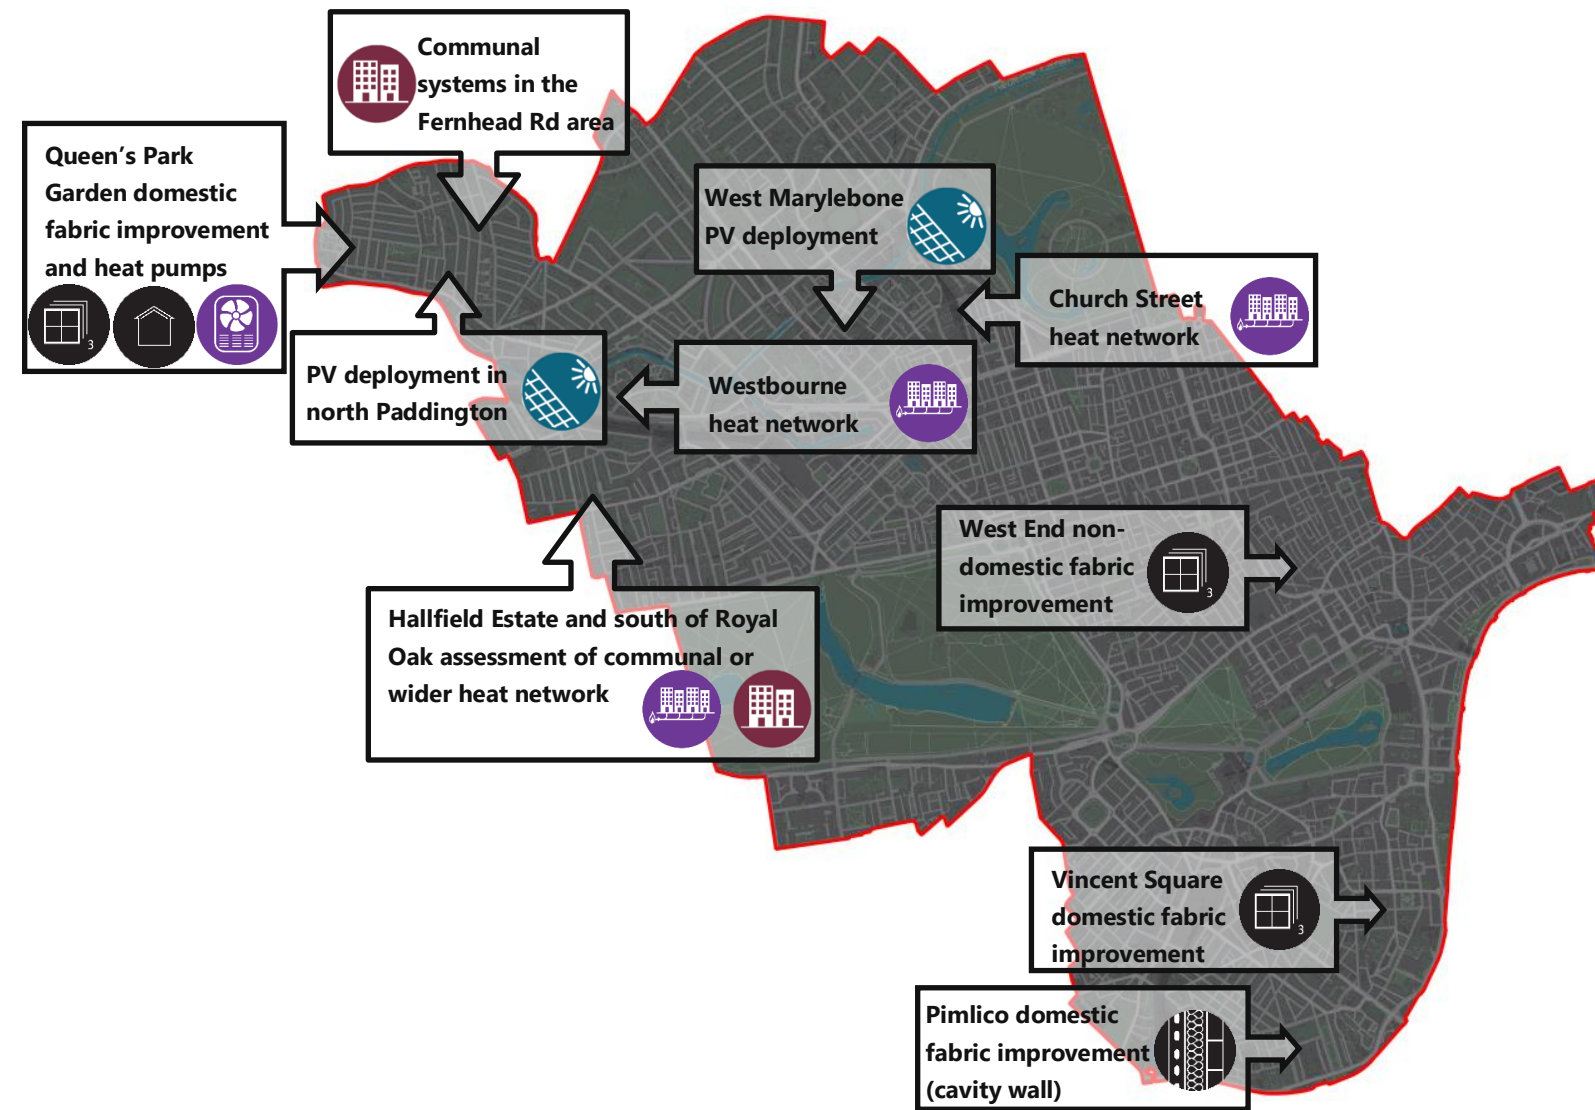 Communal
systems in the
Fernhead Rd area
Queen’s Park
Garden domestic
fabric improvement
and heat pumps
3
West Marylebone
PV deployment
Church Street
heat network
PV deployment in
north Paddington
Westbourne
heat network
West End non-
domestic fabric
improvement
3
Hallfield Estate and south of Royal
Oak assessment of communal or
wider heat network
Vincent Square
domestic fabric
improvement
3
Pimlico domestic
fabric improvement
(cavity wall)